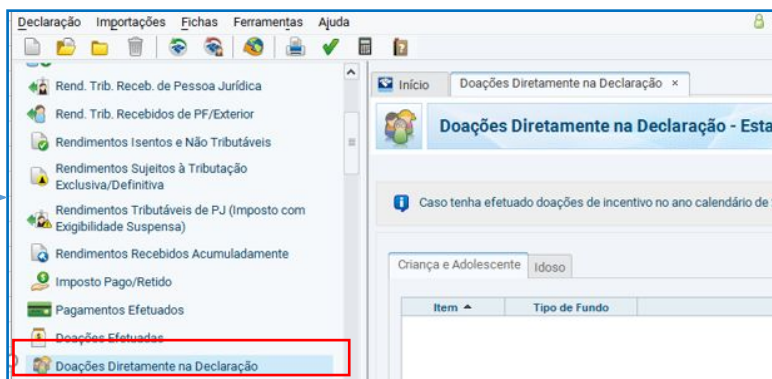 Declaração Importações Fichas Ferramentas Ajuda
Rend. Trib. Receb. de Pessoa Jurídica
Rend. Trib. Recebidos de PF/Exterior
Rendimentos Isentos e Não Tributáveis
Rendimentos Sujeitos à Tributação
Exclusiva/Definitiva
Rendimentos Tributáveis de PJ (Imposto com
Exigibilidade Suspensa)
Rendimentos Recebidos Acumuladamente
Imposto Pago/Retido
Pagamentos Efetuados
Doações Efetuadas
Doações Diretamente na Declaração
Início Doações Diretamente na Declaração ×
Doações Diretamente na Declaração - Esta
Caso tenha efetuado doações de incentivo no ano calendário de
Criança e Adolescente Idoso
Item Tipo de Fundo